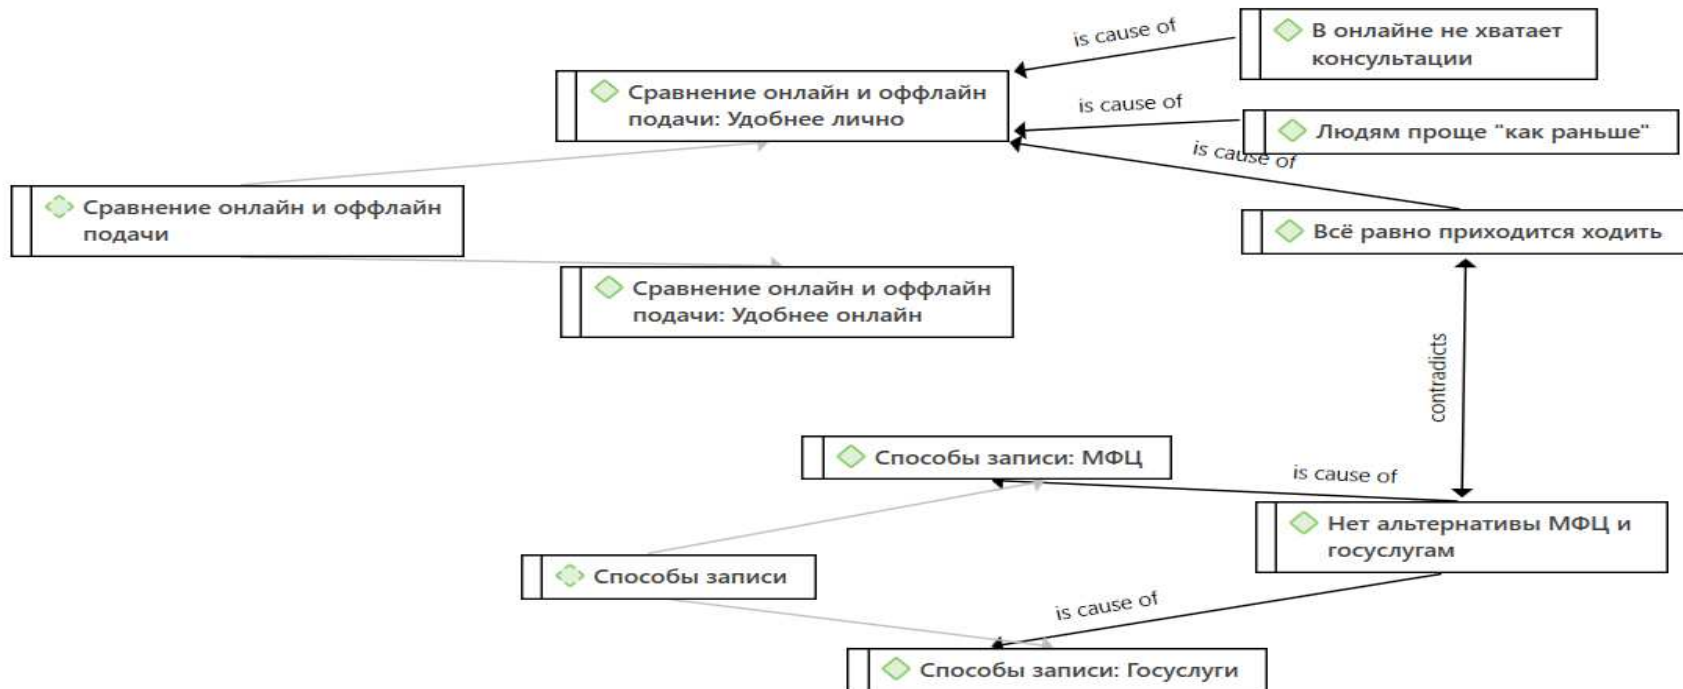 is cause of
В онлайне не хватает
консультации
Сравнение онлайн и оффлайн
подачи: Удобнее лично
is cause of
Людям проще "как раньше"
is cause of
Сравнение онлайн и оффлайн
подачи
Всё равно приходится ходить
Сравнение онлайн и оффлайн
подачи: Удобнее онлайн
contradicts
Способы записи: МФЦ
is cause of
Нет альтернативы МФЦ и
госуслугам
Способы записи
is cause of
Способы записи: Госуслуги